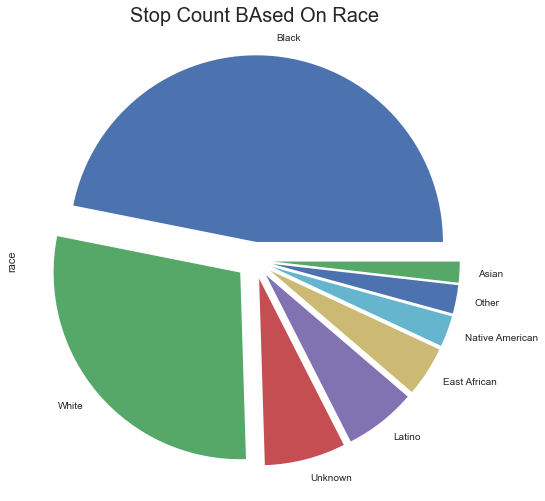 Stop Count BAsed On Race
Black
race
Asian
Other
Native American
East African
White
Latino
Unknown